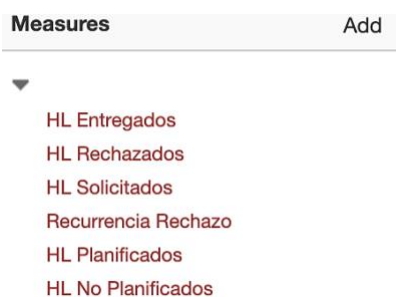 Measures Add
HL Entregados
HL Rechazados
HL Solicitados
Recurrencia Rechazo
HL Planificados
HL No Planificados